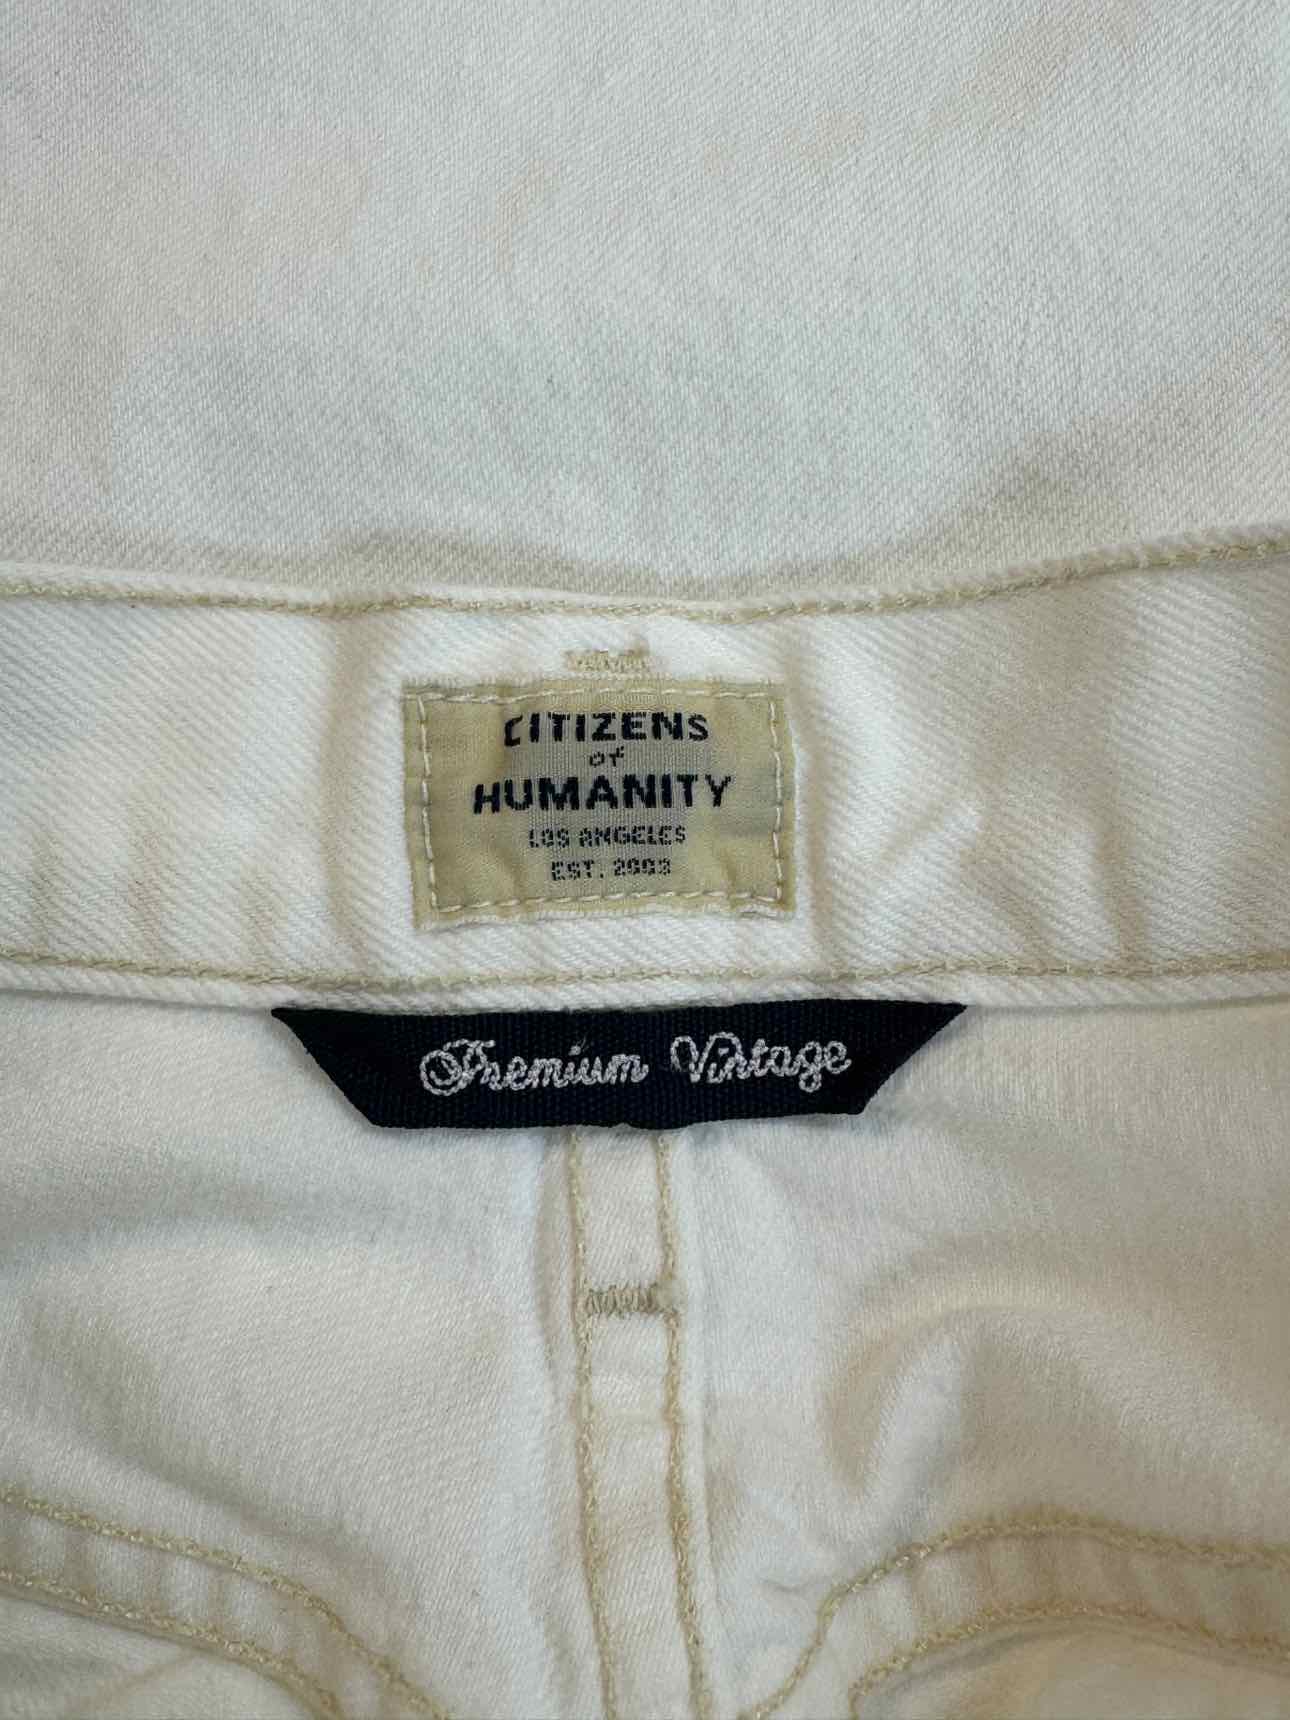 CITIZENS
of
HUMANITY
LOS ANGELES
EST. 2003
Premium Vintage